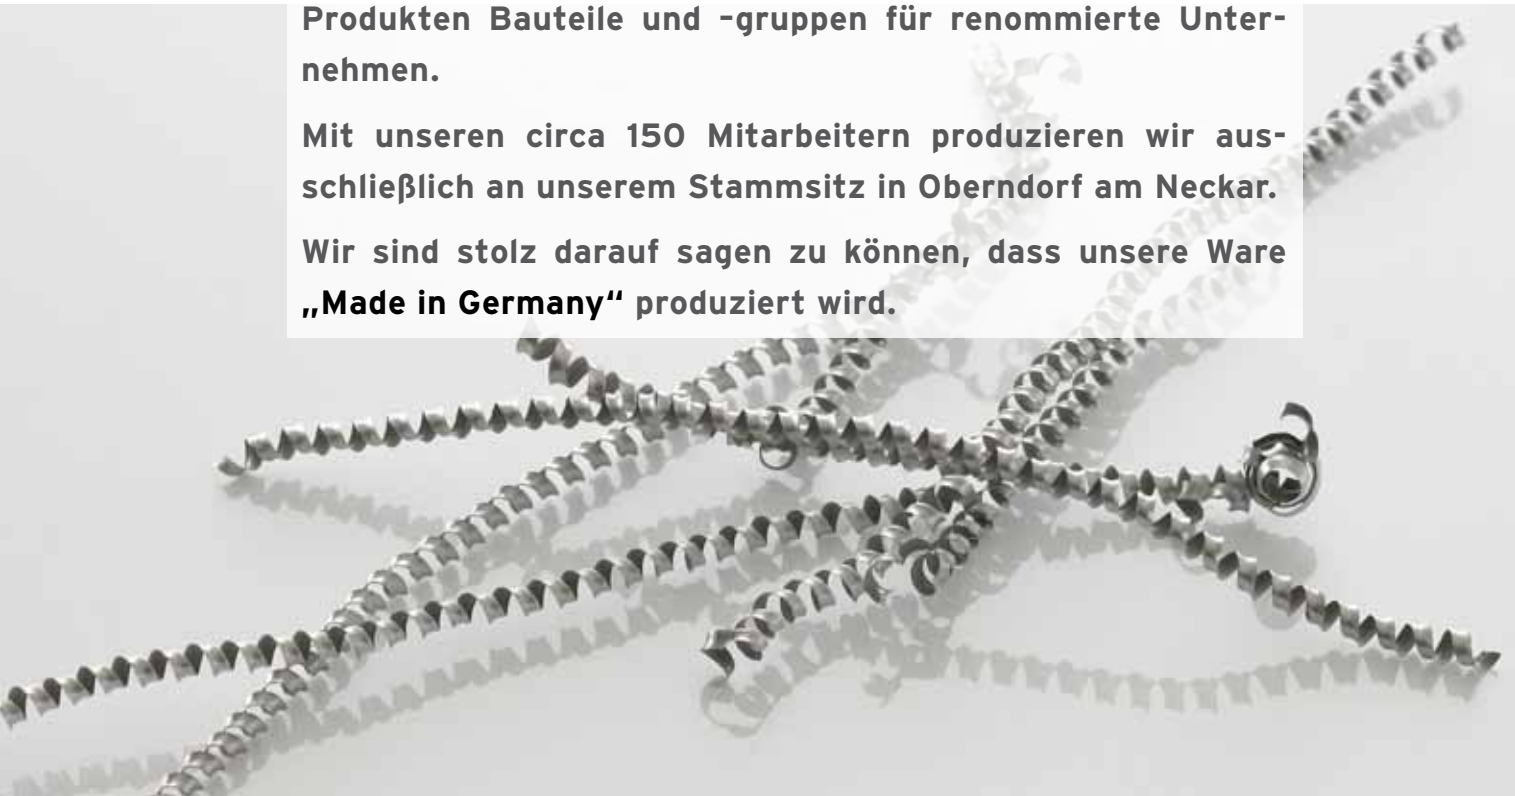 Produkten Bauteile und –gruppen für renommierte Unter-
nehmen.
Mit unseren circa 150 Mitarbeitern produzieren wir aus-
schließlich an unserem Stammsitz in Oberndorf am Neckar.
Wir sind stolz darauf sagen zu können, dass unsere Ware
„Made in Germany“ produziert wird.